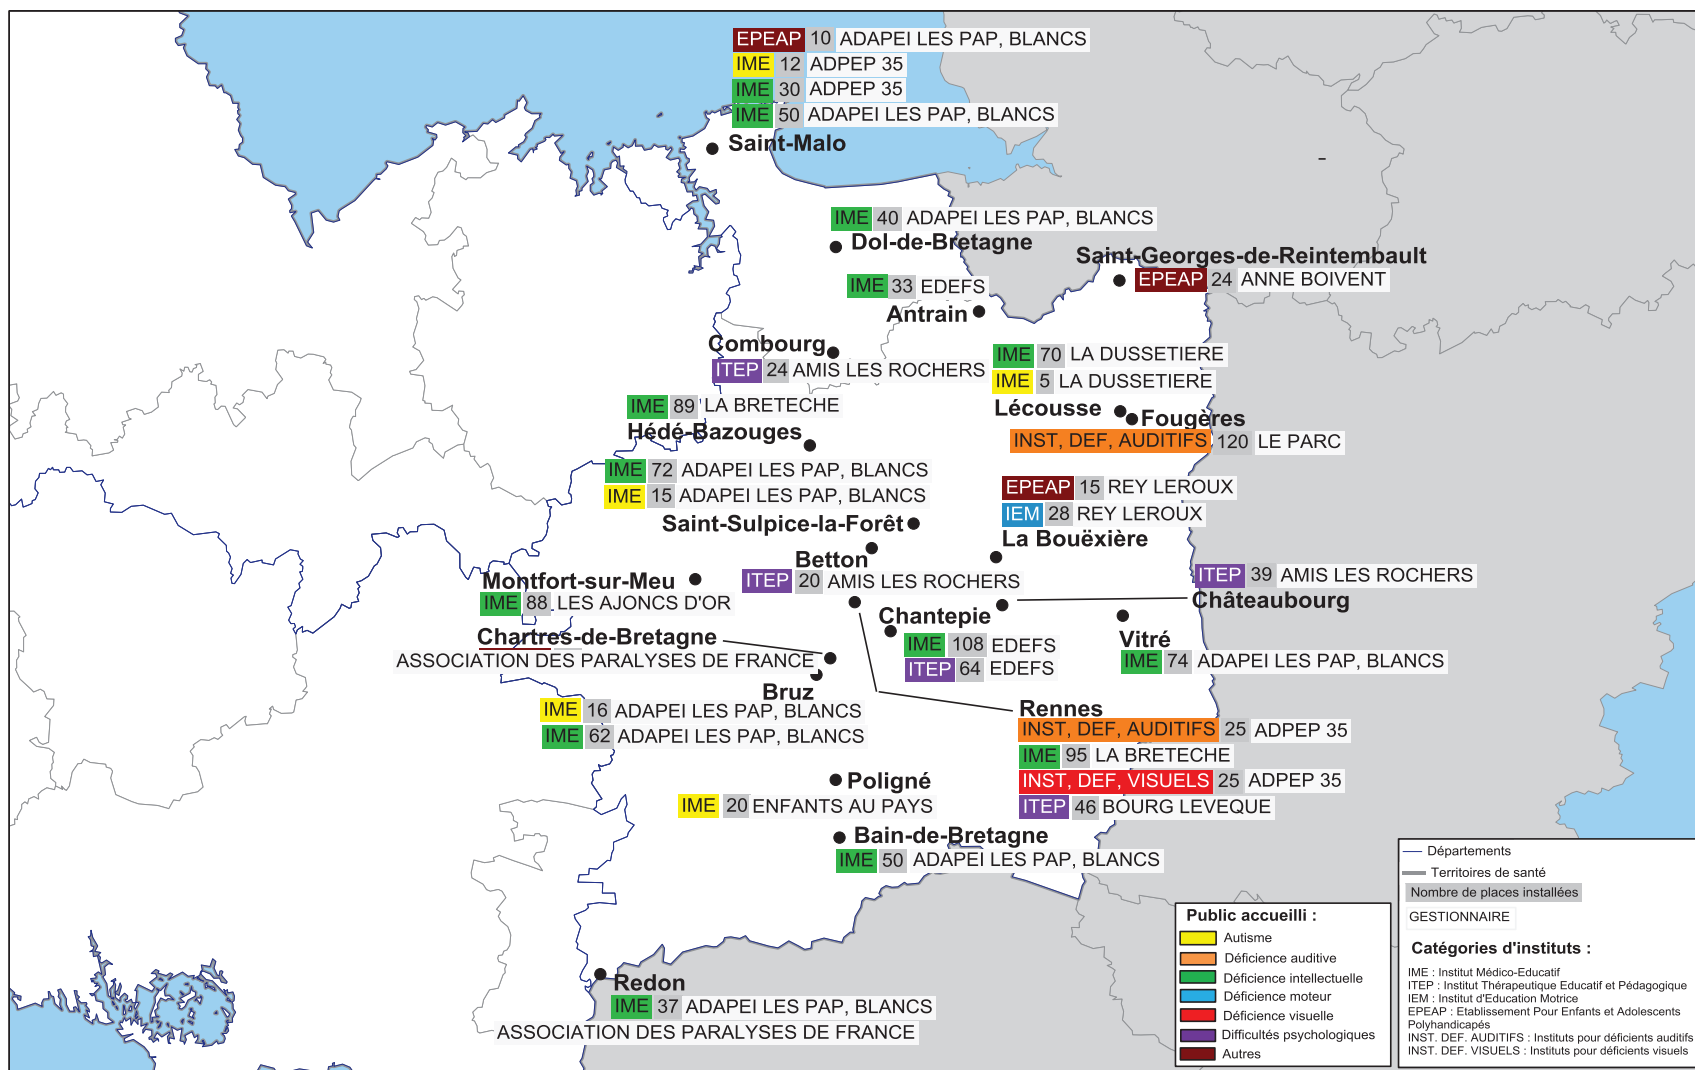 EPEAP 10 ADAPEI LES PAP, BLANCS
IME 12 ADPEP 35
IME 30 ADPEP 35
IME 50 ADAPEI LES PAP, BLANCS
Saint-Malo
IME 40 ADAPEI LES PAP, BLANCS
Dol-de-Bretagne
Saint-Georges-de-Reintembault
EPEAP 24 ANNE BOIVENT
IME 33 EDEFS
Antrain
Combourg
ITEP 24 AMIS LES ROCHERS
IME 70 LA DUSSETIERE
IME 5 LA DUSSETIERE
Lécousse
Fougères
INST, DEF, AUDITIFS 120 LE PARC
IME 89 LA BRETECHE
Hédé-Bazouges
IME 72 ADAPEI LES PAP, BLANCS
IME 15 ADAPEI LES PAP, BLANCS
Saint-Sulpice-la-Forêt
EPEAP 15 REY LEROUX
IEM 28 REY LEROUX
La Bouëxière
Betton
ITEP 20 AMIS LES ROCHERS
Montfort-sur-Meu
IME 88 LES AJONCS D'OR
ITEP 39 AMIS LES ROCHERS
Châteaubourg
Chantepie
IME 108 EDEFS
ITEP 64 EDEFS
Vitré
IME 74 ADAPEI LES PAP, BLANCS
Chartres-de-Bretagne
ASSOCIATION DES PARALYSES DE FRANCE
Bruz
IME 16 ADAPEI LES PAP, BLANCS
IME 62 ADAPEI LES PAP, BLANCS
Rennes
INST, DEF, AUDITIFS 25 ADPEP 35
IME 95 LA BRETECHE
INST, DEF, VISUELS 25 ADPEP 35
ITEP 46 BOURG LEVEQUE
Poligné
IME 20 ENFANTS AU PAYS
Bain-de-Bretagne
IME 50 ADAPEI LES PAP, BLANCS
Redon
IME 37 ADAPEI LES PAP, BLANCS
ASSOCIATION DES PARALYSES DE FRANCE
Public accueilli :
Autisme
Déficience auditive
Déficience intellectuelle
Déficience moteur
Déficience visuelle
Difficultés psychologiques
Autres
Départements
Territoires de santé
Nombre de places installées
GESTIONNAIRE
Catégories d'instituts :
IME : Institut Médico-Educatif
ITEP : Institut Thérapeutique Educatif et Pédagogique
IEM : Institut d'Education Motrice
EPEAP : Etablissement Pour Enfants et Adolescents
Polyhandicapés
INST. DEF. AUDITIFS : Instituts pour déficients auditifs
INST. DEF. VISUELS : Instituts pour déficients visuels